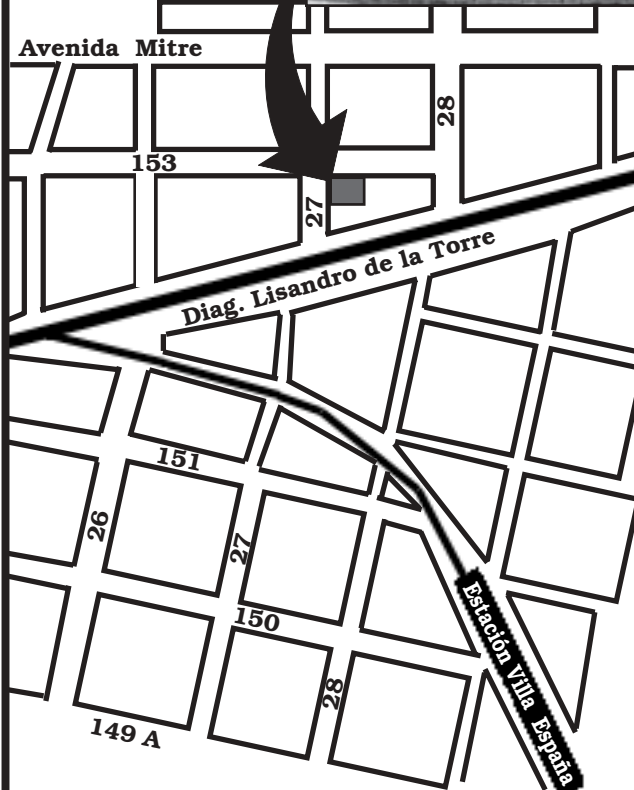 Avenida Mitre
28
153
27
Diag. Lisandro de la Torre
151
26
27
150
Estación Villa España
28
149 A